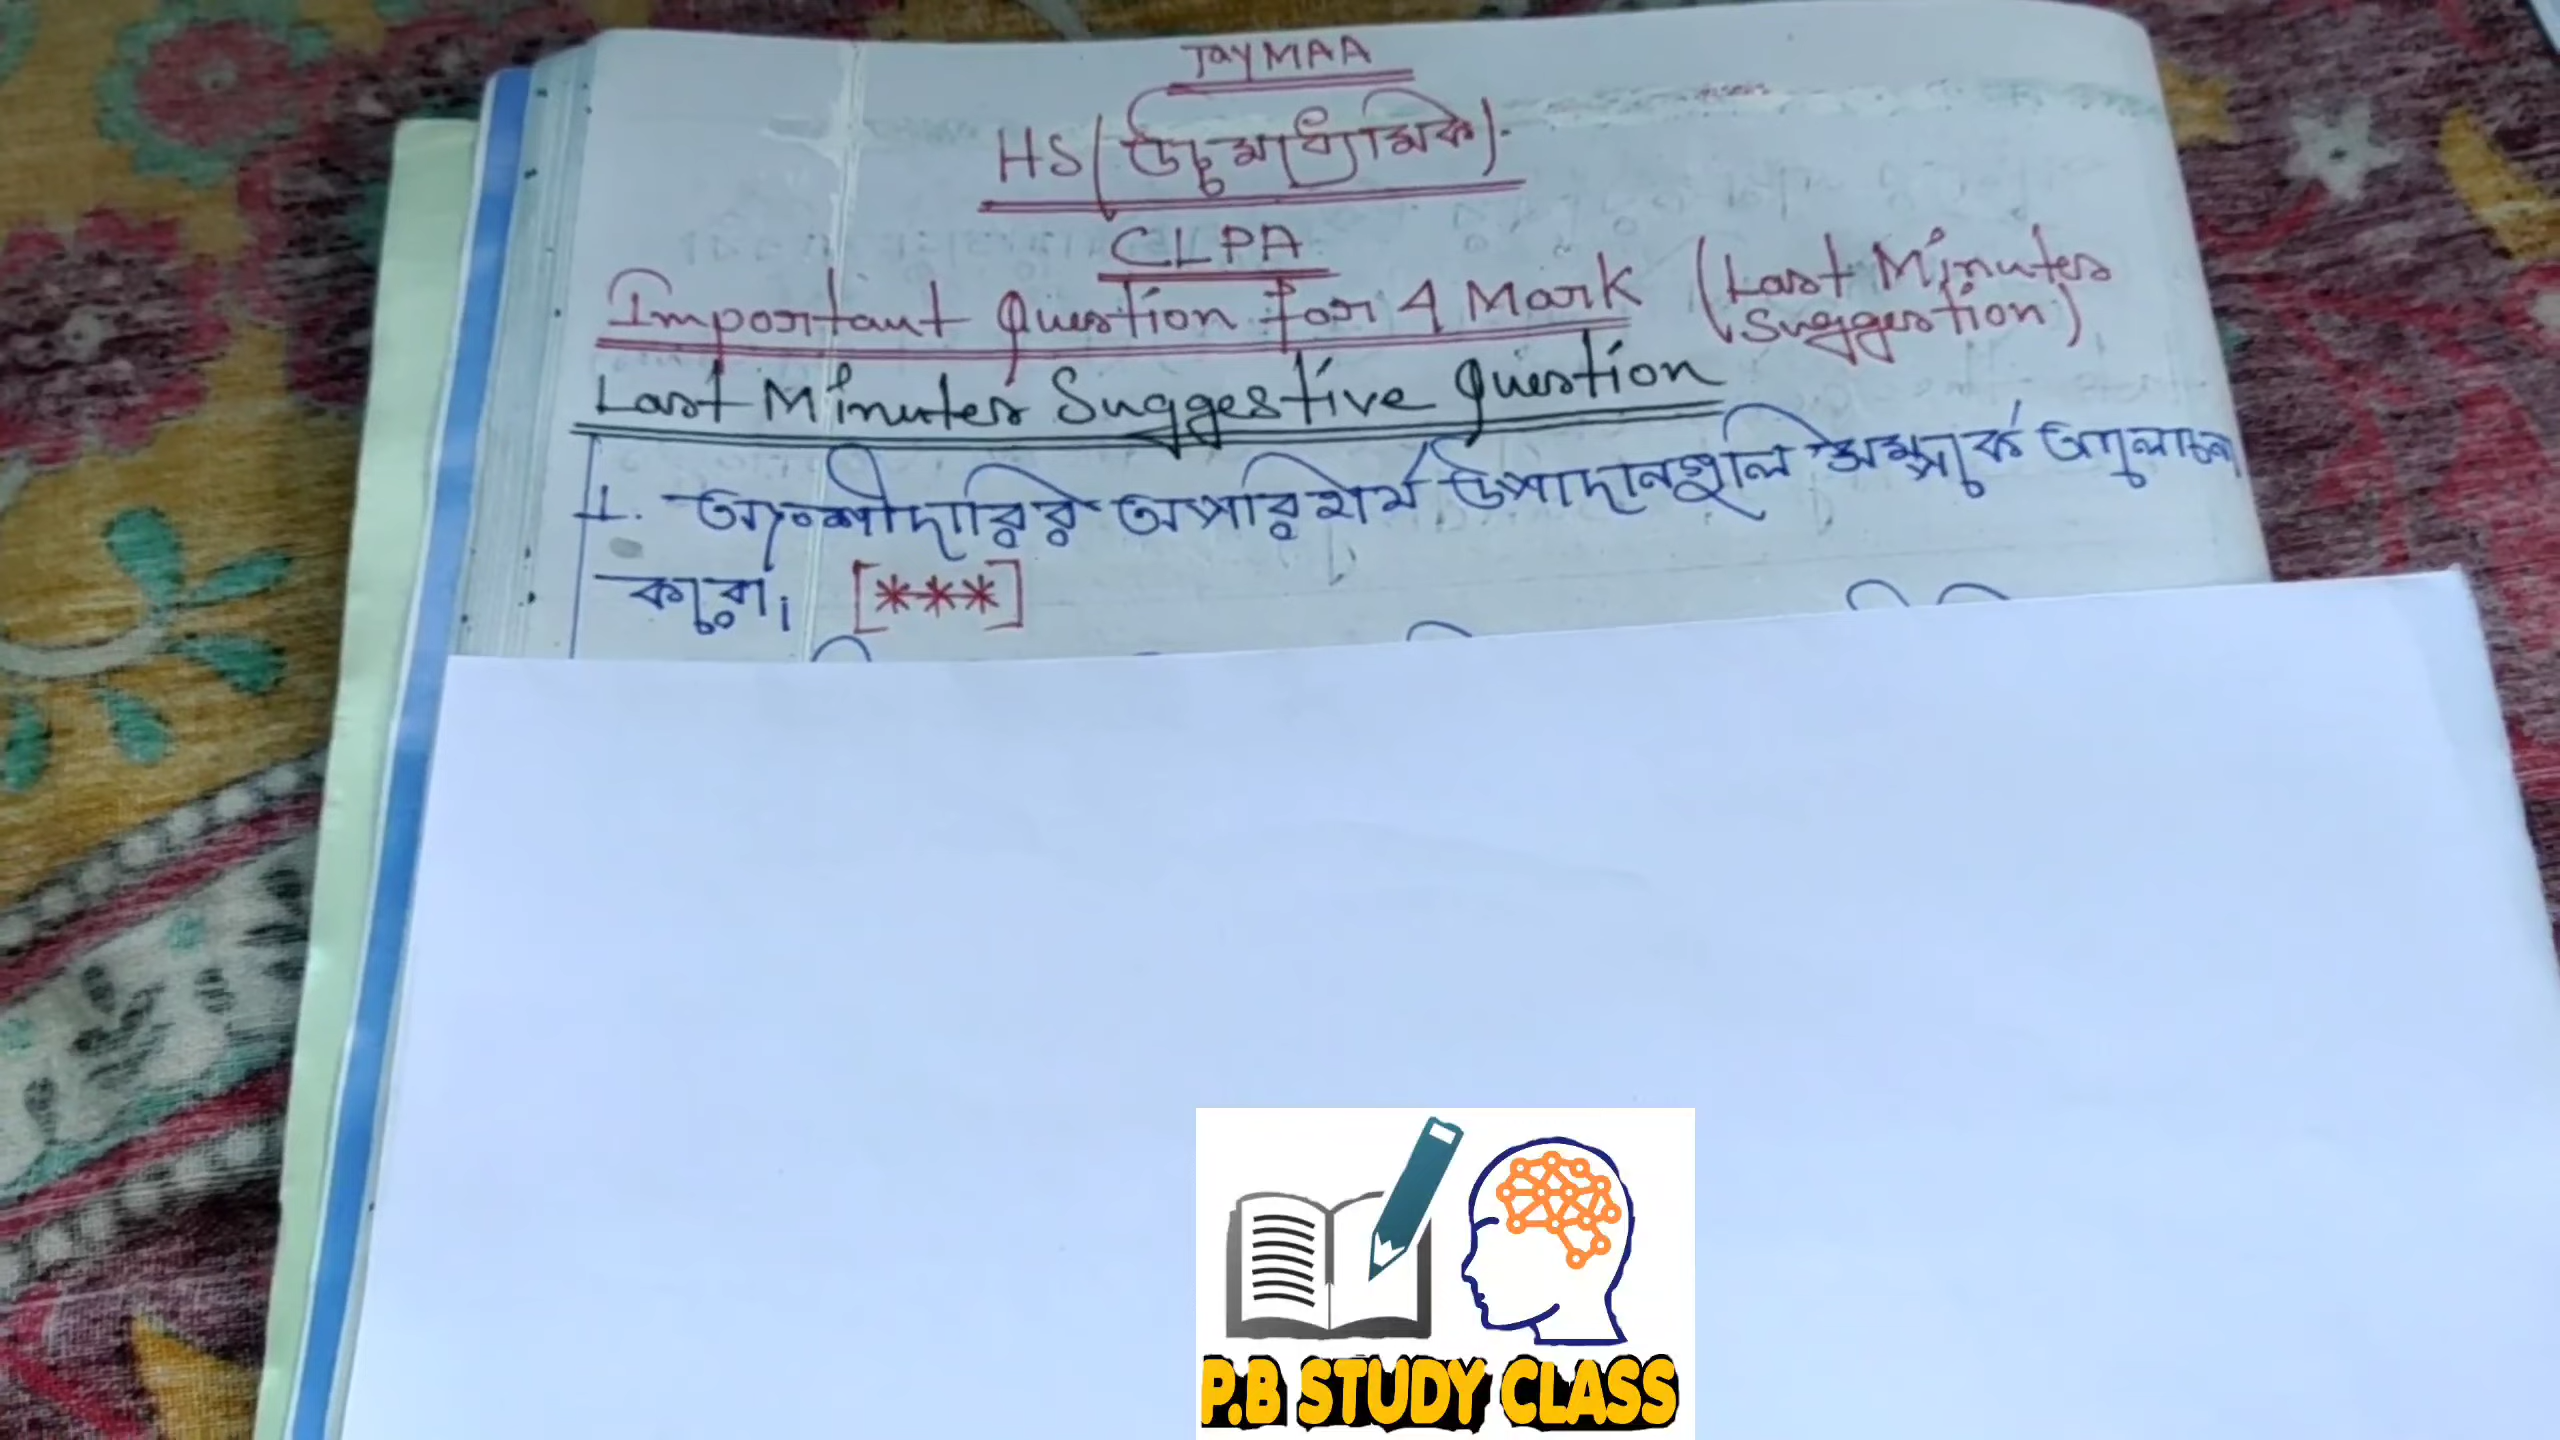 Jay MAA
HS (উচ্চমাধ্যমিক).
CLPA
Important Question for 4 Mark (Last Minutes Suggestion)
Last Minutes Suggestive Question
1. অংশীদারির অপরিহার্য উপাদানগুলি সম্পর্কে আলোচনা
করো। [***]
P.B STUDY CLASS